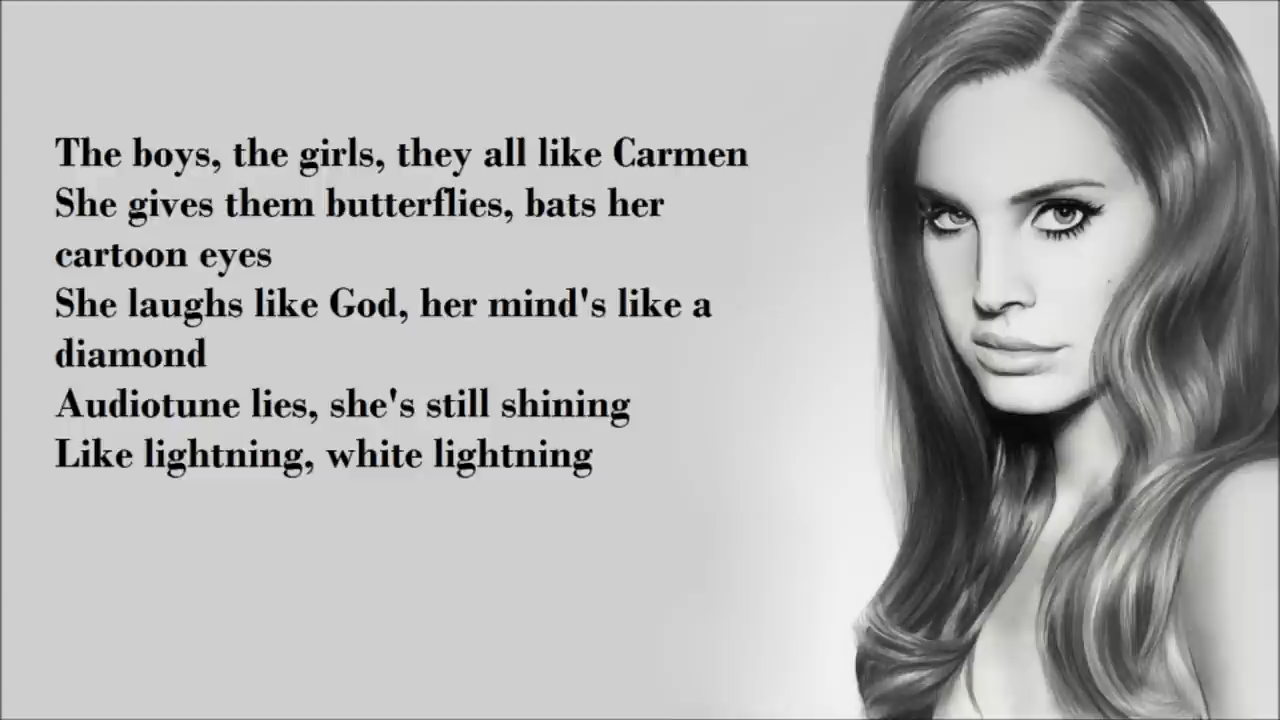 The boys, the girls, they all like Carmen
She gives them butterflies, bats her
cartoon eyes
She laughs like God, her mind's like a
diamond
Audiotune lies, she's still shining
Like lightning, white lightning